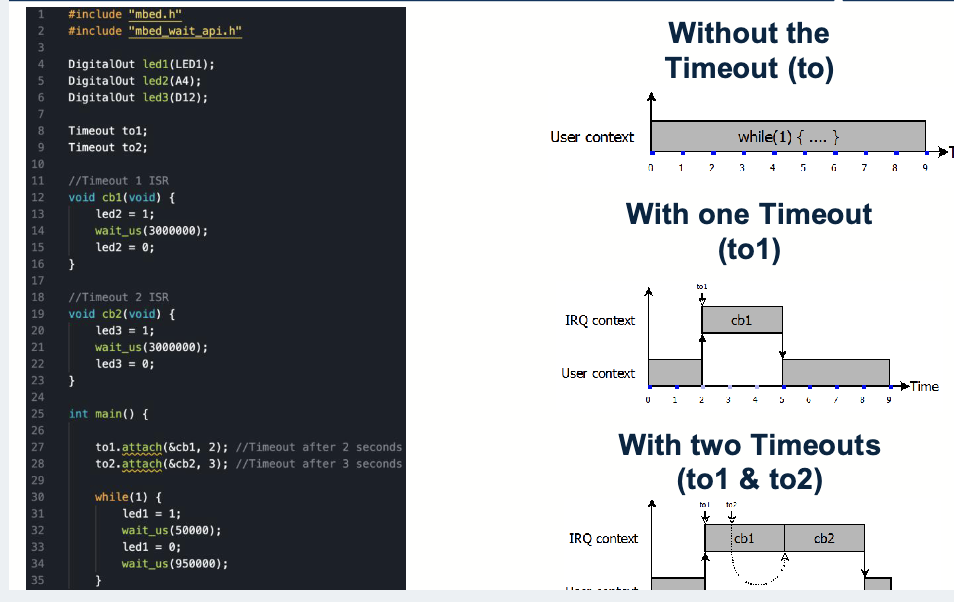 1 #include "mbed.h"
2 #include "mbed_wait_api.h"
3
4 DigitalOut led1(LED1);
5 DigitalOut led2(A4);
6 DigitalOut led3(D12);
7
8 Timeout to1;
9 Timeout to2;
10
11 //Timeout 1 ISR
12 void cb1(void) {
13 led2 = 1;
14 wait_us(3000000);
15 led2 = 0;
16 }
17
18 //Timeout 2 ISR
19 void cb2(void) {
20 led3 = 1;
21 wait_us(3000000);
22 led3 = 0;
23 }
24
25 int main() {
26
27 to1.attach(&cb1, 2); //Timeout after 2 seconds
28 to2.attach(&cb2, 3); //Timeout after 3 seconds
29
30 while(1) {
31 led1 = 1;
32 wait_us(50000);
33 led1 = 0;
34 wait_us(950000);
35 }
Without the
Timeout (to)
User context
while(1) { .... }
0 1 2 3 4 5 6 7 8 9
With one Timeout
(to1)
to1
IRQ context
cb1
User context
Time
0 1 2 3 4 5 6 7 8 9
With two Timeouts
(to1 & to2)
to1 to2
IRQ context
cb1 cb2